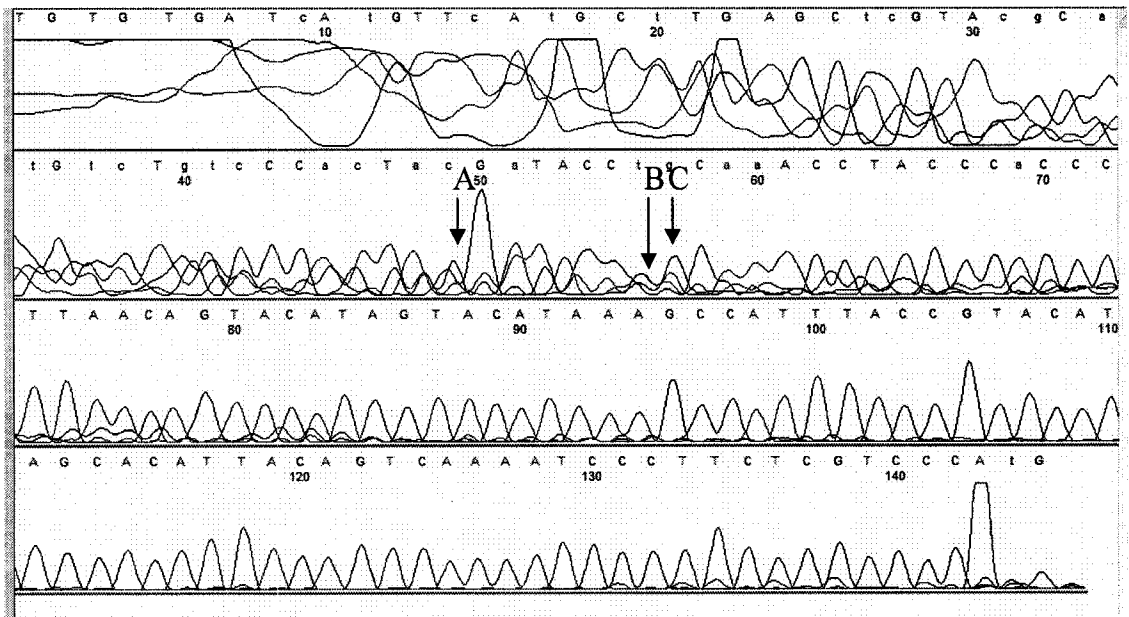 T G T G T G A T c A t G T T c A t G C t T G A G C T t c G T A c g C a
10 20 30
t G t c T g t c C C a c T a c G a T A C C t g C a a A C C T A C C C a C C C
40 50 60 70
A B C
T T A A C A G T A C A T A G T A C A T A A A G C C A T T T A C C G T A C A T
80 90 100 110
A G C A C A T T A C A G T C A A A A T C C C T T C T C G T C C C A t G
120 130 140